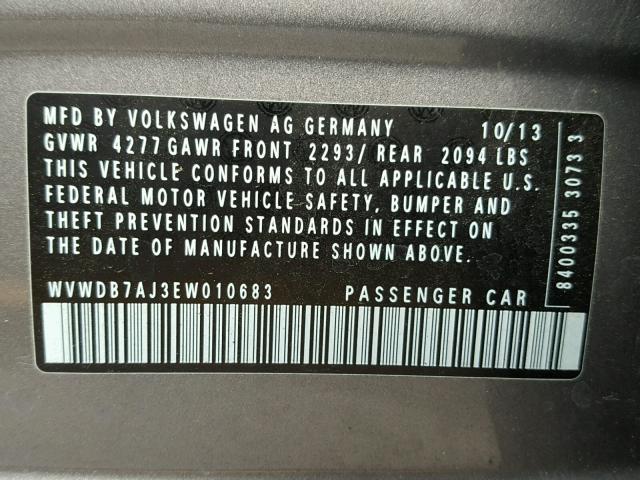 MFD BY VOLKSWAGEN AG GERMANY 10/13
GVWR 4277 GAWR FRONT 2293/ REAR 2094 LBS
THIS VEHICLE CONFORMS TO ALL APPLICABLE U.S.
FEDERAL MOTOR VEHICLE SAFETY, BUMPER AND
THEFT PREVENTION STANDARDS IN EFFECT ON
THE DATE OF MANUFACTURE SHOWN ABOVE.
WVWDB7AJ3EW010683 PASSENGER CAR
8400335 3073 3